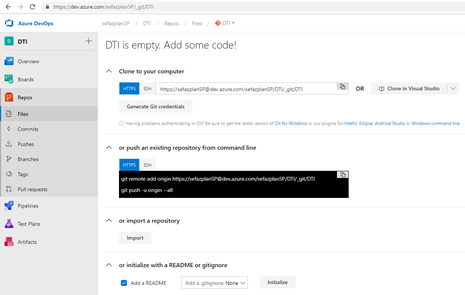 https://dev.azure.com/sefazplanSP/_git/DTI
Azure DevOps
sefazplanSP / DTI / Repos / Files / DTI
DTI
DTI is empty. Add some code!
Overview
Boards
Repos
Files
Commits
Pushes
Branches
Tags
Pull requests
Pipelines
Test Plans
Artifacts
Clone to your computer
HTTPS SSH https://sefazplanSP@dev.azure.com/sefazplanSP/DTI/_git/DTI OR Clone in Visual Studio
Generate Git credentials
Having problems authenticating in Git? Be sure to get the latest version of Git for Windows or our plugins for IntelliJ, Eclipse, Android Studio or Windows command line.
or push an existing repository from command line
HTTPS SSH
git remote add origin https://sefazplanSP@dev.azure.com/sefazplanSP/DTI/_git/DTI
git push -u origin --all
or import a repository
Import
or initialize with a README or gitignore
Add a README Add a .gitignore: None Initialize